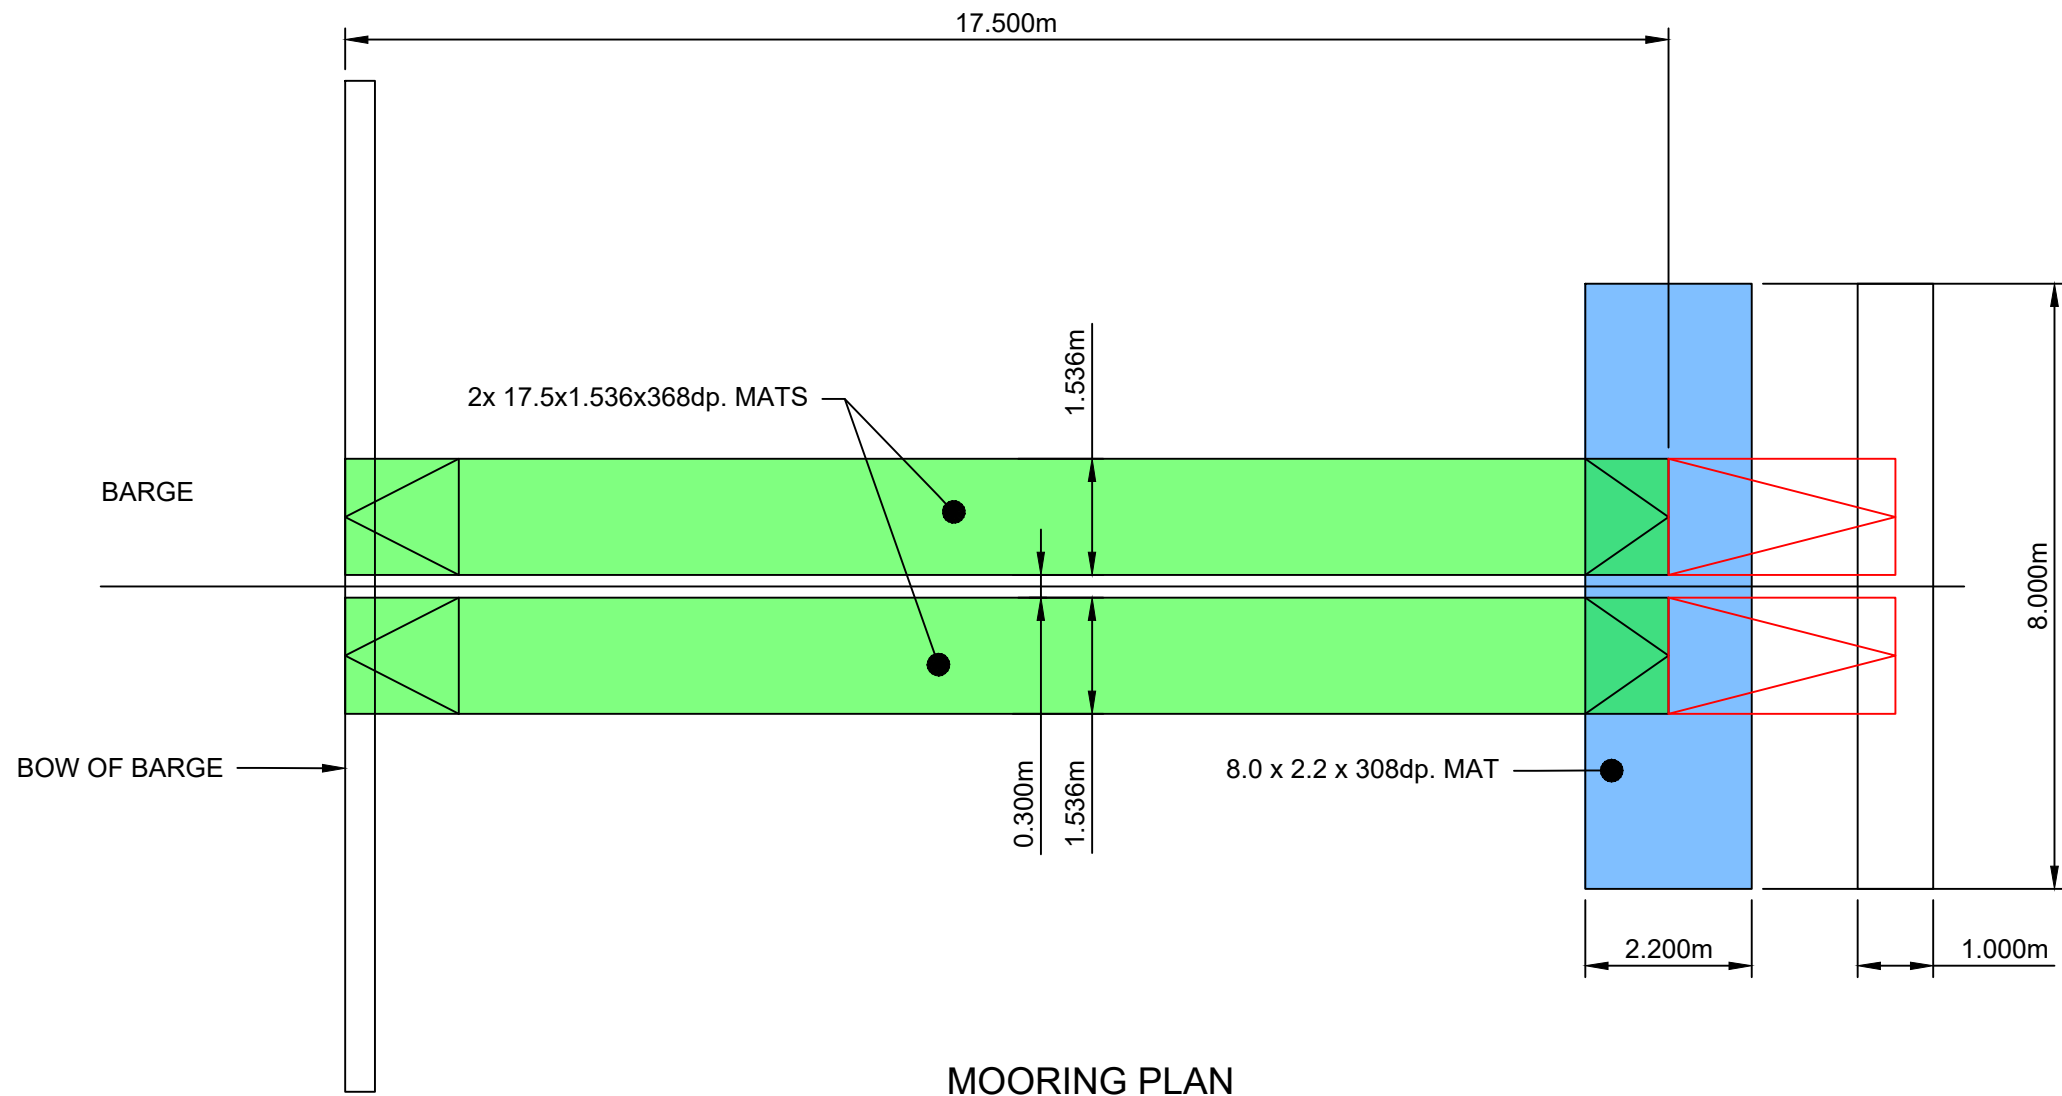 17.500m
1.536m
2x 17.5x1.536x368dp. MATS
BARGE
8.000m
BOW OF BARGE
8.0 x 2.2 x 308dp. MAT
0.300m
1.536m
2.200m
1.000m
MOORING PLAN